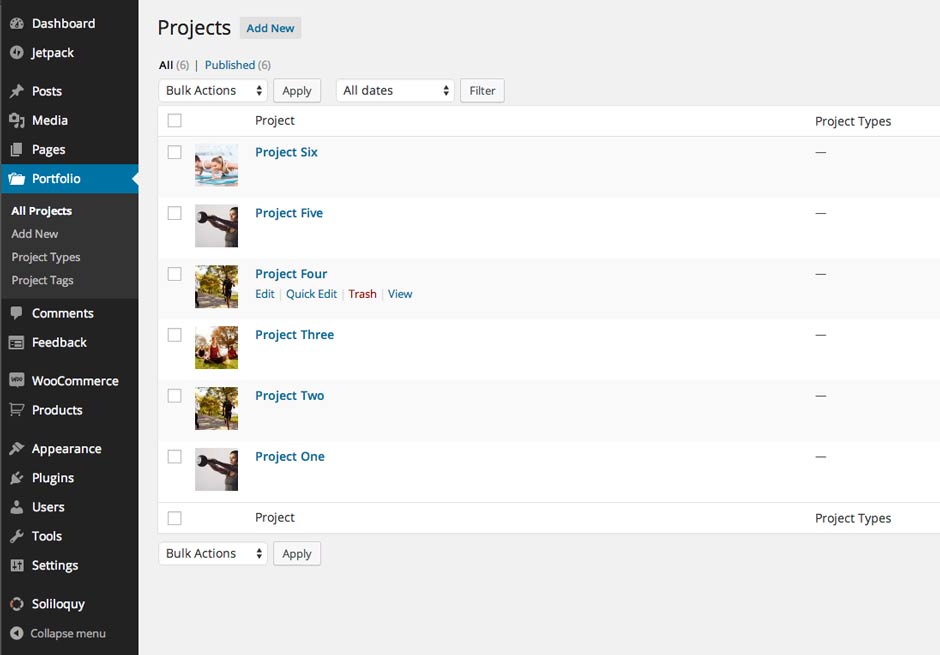 Dashboard
Jetpack
Posts
Media
Pages
Portfolio
All Projects
Add New
Project Types
Project Tags
Comments
Feedback
WooCommerce
Products
Appearance
Plugins
Users
Tools
Settings
Soliloquy
Collapse menu
Projects Add New
All (6) | Published (6)
Bulk Actions Apply All dates Filter
Project Project Types
Project Six —
Project Five —
Project Four —
Edit | Quick Edit | Trash | View
Project Three —
Project Two —
Project One —
Project Project Types
Bulk Actions Apply